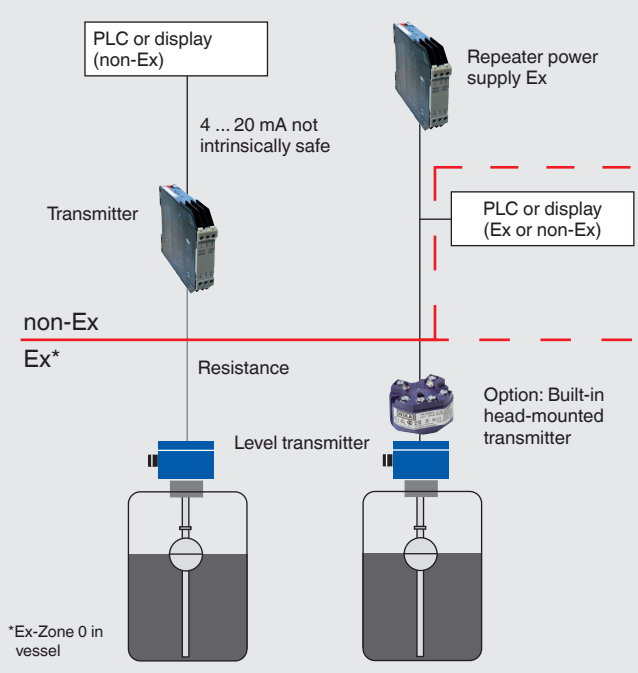 PLC or display
(non-Ex)
Repeater power
supply Ex
4 ... 20 mA not
intrinsically safe
Transmitter
PLC or display
(Ex or non-Ex)
non-Ex
Ex*
Resistance
Option: Built-in
head-mounted
transmitter
Level transmitter
*Ex-Zone 0 in
vessel